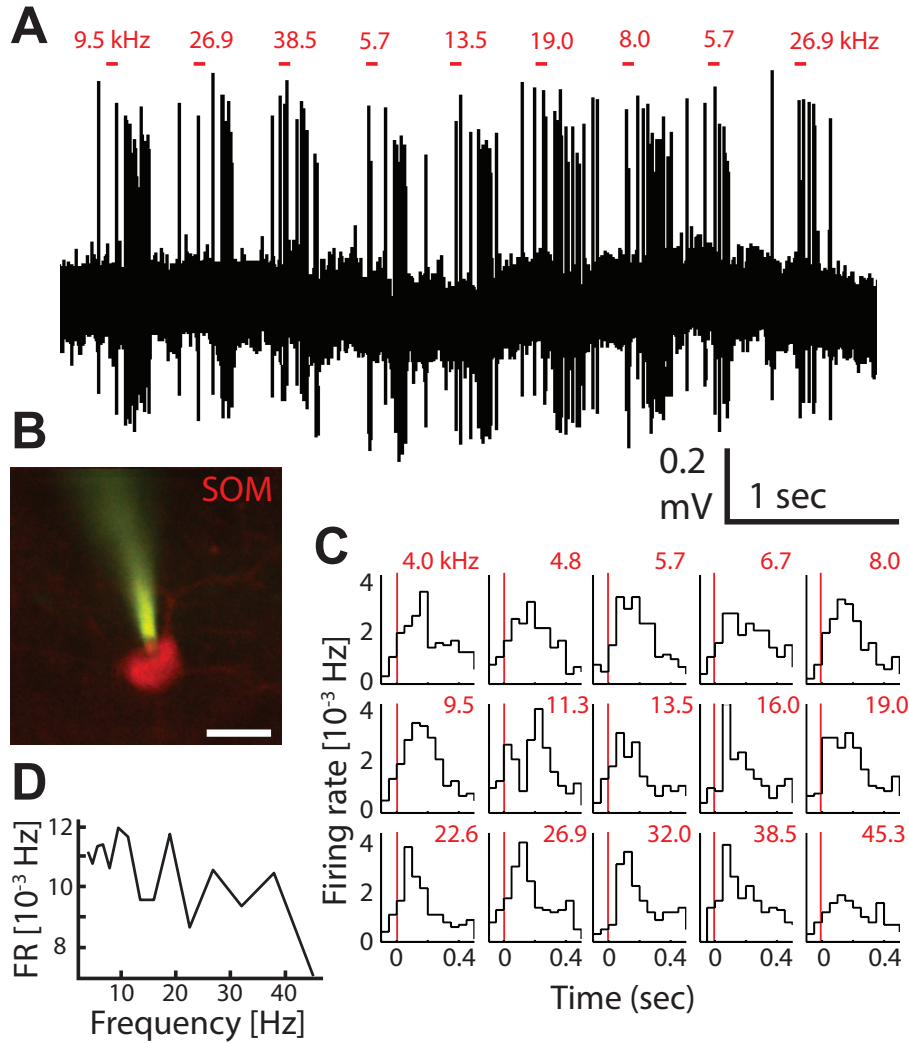 A
9.5 kHz 26.9 38.5 5.7 13.5 19.0 8.0 5.7 26.9 kHz
0.2
mV
1 sec
B
SOM
C
4.0 kHz 4.8 5.7 6.7 8.0
4
2
0
9.5 11.3 13.5 16.0 19.0
4
2
0
22.6 26.9 32.0 38.5 45.3
4
2
0
0 0.4 0 0.4 0 0.4 0 0.4 0 0.4
Firing rate [10⁻³ Hz]
Time (sec)
D
12
10
8
10 20 30 40
FR [10⁻³ Hz]
Frequency [Hz]